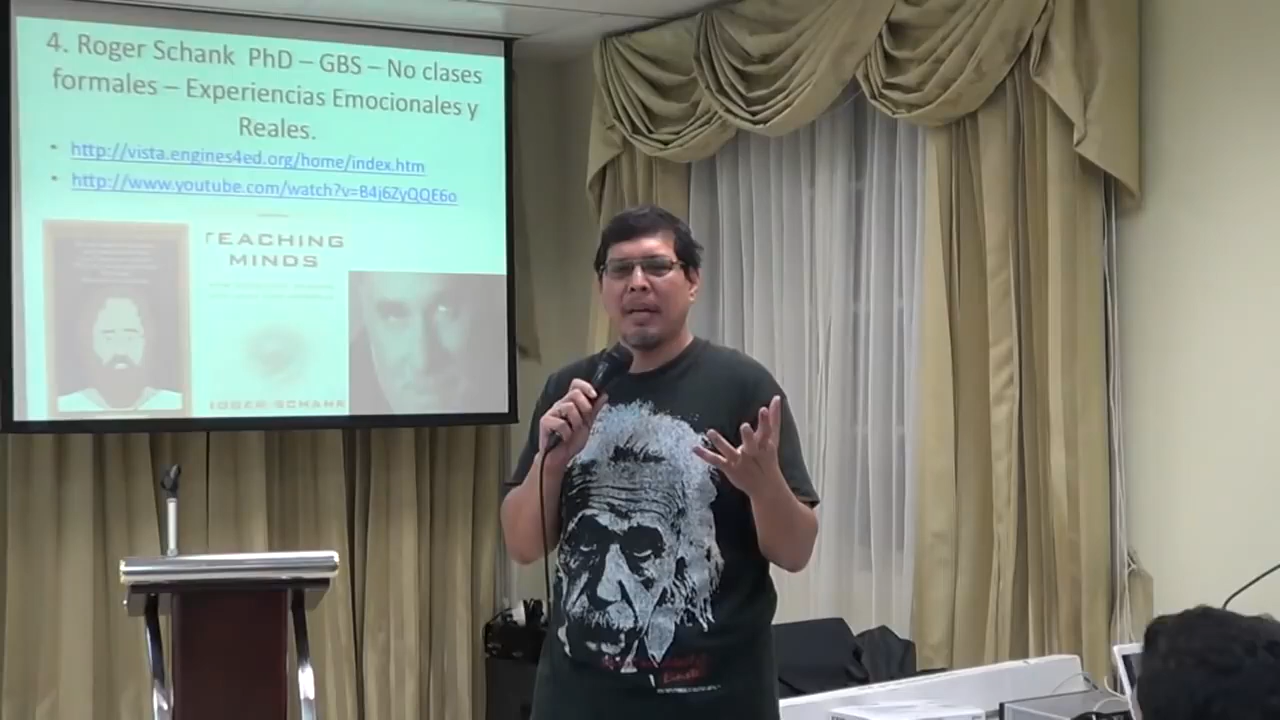 4. Roger Schank PhD – GBS – No clases
formales – Experiencias Emocionales y
Reales.
• http://vista.engines4ed.org/home/index.htm
• http://www.youtube.com/watch?v=B4j6ZyQQE6o
TEACHING
MINDS
ROGER SCHANK